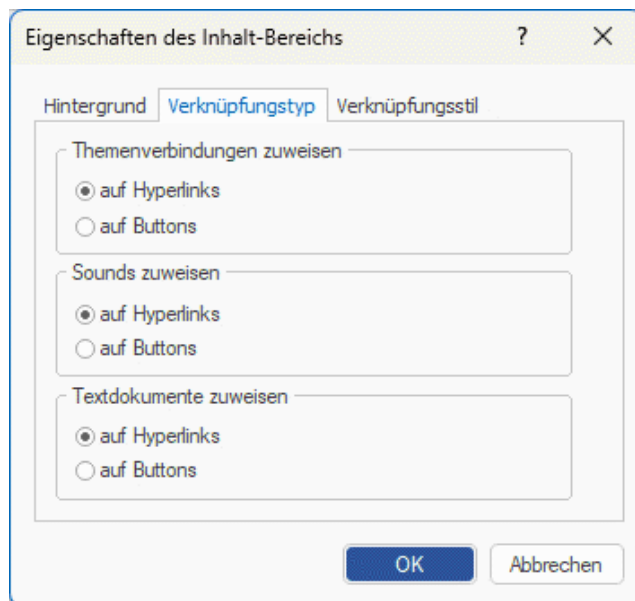 Eigenschaften des Inhalt-Bereichs ?
Hintergrund Verknüpfungstyp Verknüpfungsstil
Themenverbindungen zuweisen
auf Hyperlinks
auf Buttons
Sounds zuweisen
auf Hyperlinks
auf Buttons
Textdokumente zuweisen
auf Hyperlinks
auf Buttons
OK Abbrechen